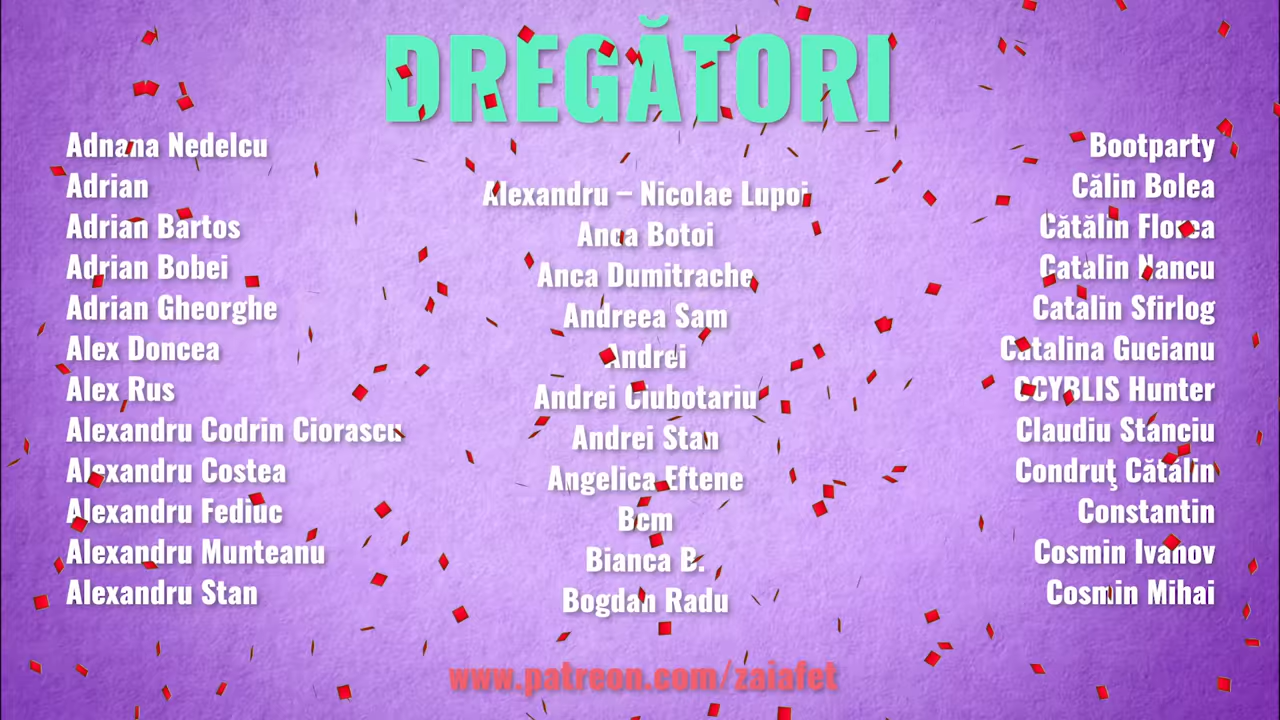 DREGĂTORI
Adnana Nedelcu
Adrian
Adrian Bartos
Adrian Bobei
Adrian Gheorghe
Alex Doncea
Alex Rus
Alexandru Codrin Ciorascu
Alexandru Costea
Alexandru Fediuc
Alexandru Munteanu
Alexandru Stan
Alexandru – Nicolae Lupoi
Anca Botoi
Anca Dumitrache
Andreea Sam
Andrei
Andrei Ciubotariu
Andrei Stan
Angelica Eftene
Bcm
Bianca B.
Bogdan Radu
Bootparty
Călin Bolea
Cătălin Florea
Catalin Nancu
Catalin Sfirlog
Catalina Gucianu
CCYBLIS Hunter
Claudiu Stanciu
Condruţ Cătălin
Constantin
Cosmin Ivanov
Cosmin Mihai
www.patreon.com/zaiafet